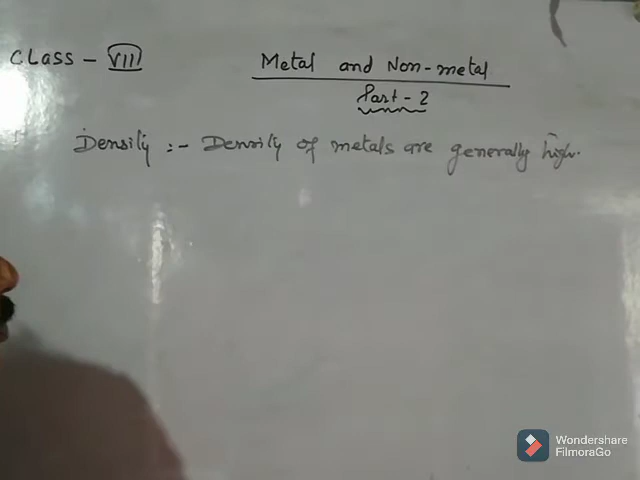 CLASS - VIII
Metal and Non-metal
Part - 2
Density :- Density of metals are generally high.
Wondershare
FilmoraGo